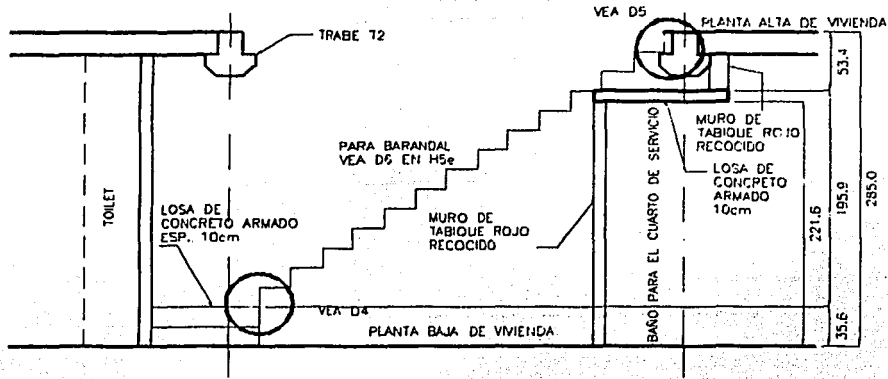 VEA D5
PLANTA ALTA DE VIVIENDA
TRABE T2
53.4
MURO DE
TABIQUE ROJO
RECOCIDO
PARA BARANDAL
VEA D6 EN H5e
TOILET
LOSA DE
CONCRETO ARMADO
ESP. 10cm
MURO DE
TABIQUE ROJO
RECOCIDO
BAÑO PARA EL CUARTO DE SERVICIO
LOSA DE
CONCRETO
ARMADO
10cm
221.6
195.9
285.0
VEA D4
PLANTA BAJA DE VIVIENDA
35.6